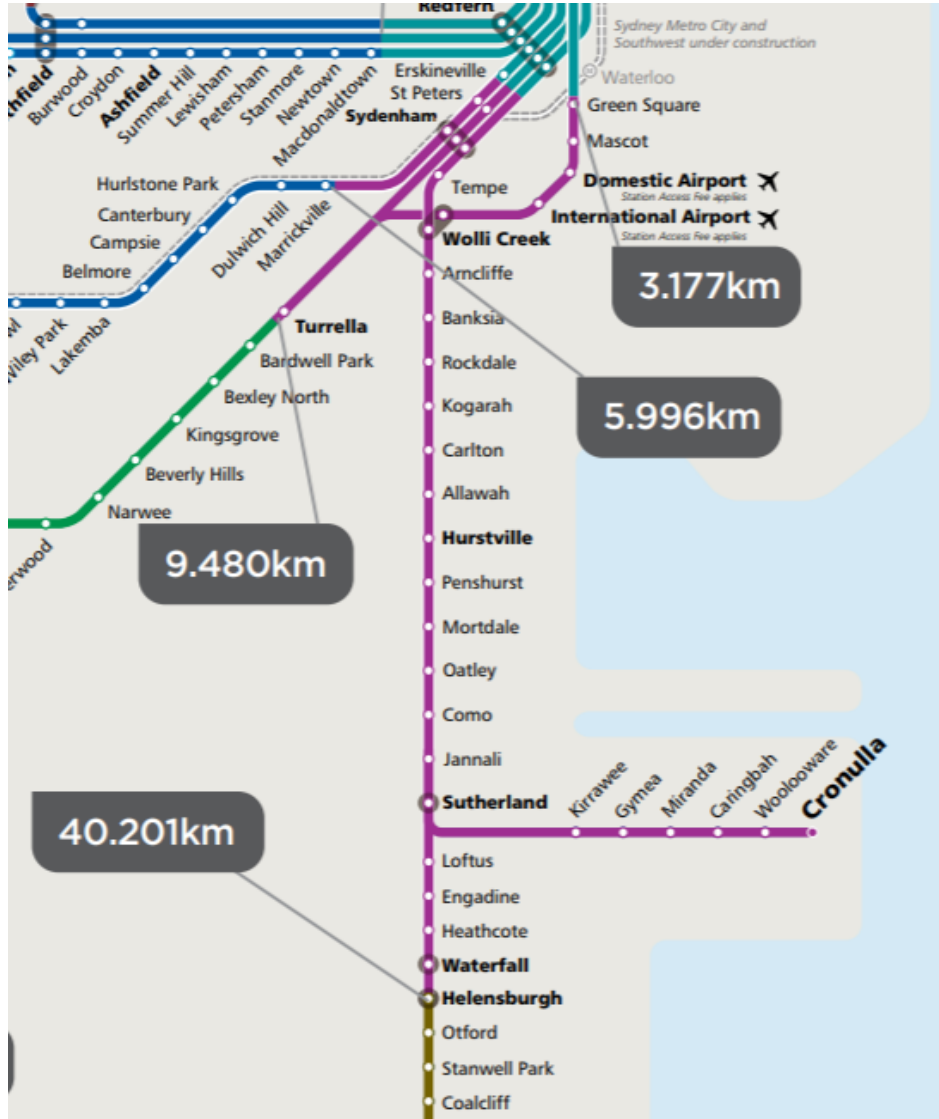 Redfern
Sydney Metro City and
Southwest under construction
Burwood
Croydon
Ashfield
Summer Hill
Lewisham
Petersham
Stanmore
Newtown
Macdonaldtown
Erskineville
St Peters
Sydenham
Waterloo
Green Square
Mascot
Domestic Airport
Station Access Fee applies
International Airport
Station Access Fee applies
Hurlstone Park
Canterbury
Campsie
Belmore
Dulwich Hill
Marrickville
Tempe
Wolli Creek
3.177km
Arncliffe
Banksia
Wiley Park
Lakemba
Turrella
Bardwell Park
Rockdale
Bexley North
Kogarah
5.996km
Kingsgrove
Carlton
Beverly Hills
Allawah
Narwee
Hurstville
9.480km
Penshurst
Mortdale
Oatley
Como
Jannali
Sutherland
Kirrawee
Gymea
Miranda
Caringbah
Woolooware
Cronulla
40.201km
Loftus
Engadine
Heathcote
Waterfall
Helensburgh
Otford
Stanwell Park
Coalcliff